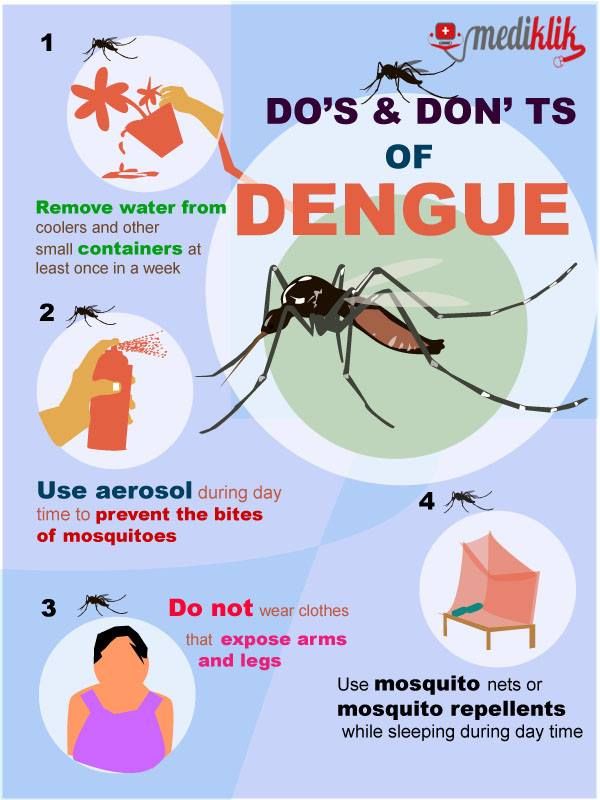 mediklik
DO'S & DON' TS
OF
DENGUE
1
Remove water from
coolers and other
small containers at
least once in a week
2
Use aerosol during day
time to prevent the bites
of mosquitoes
3
Do not wear clothes
that expose arms
and legs
4
Use mosquito nets or
mosquito repellents
while sleeping during day time